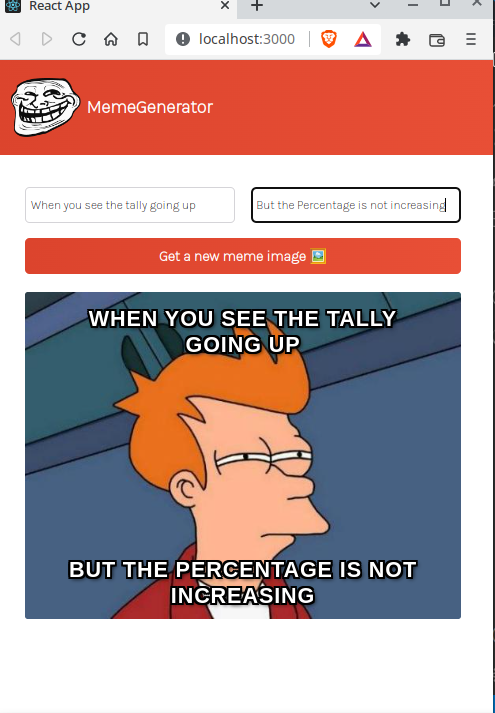 React App
localhost:3000
MemeGenerator
When you see the tally going up
But the Percentage is not increasing
Get a new meme image 🖼️
WHEN YOU SEE THE TALLY
GOING UP
BUT THE PERCENTAGE IS NOT
INCREASING